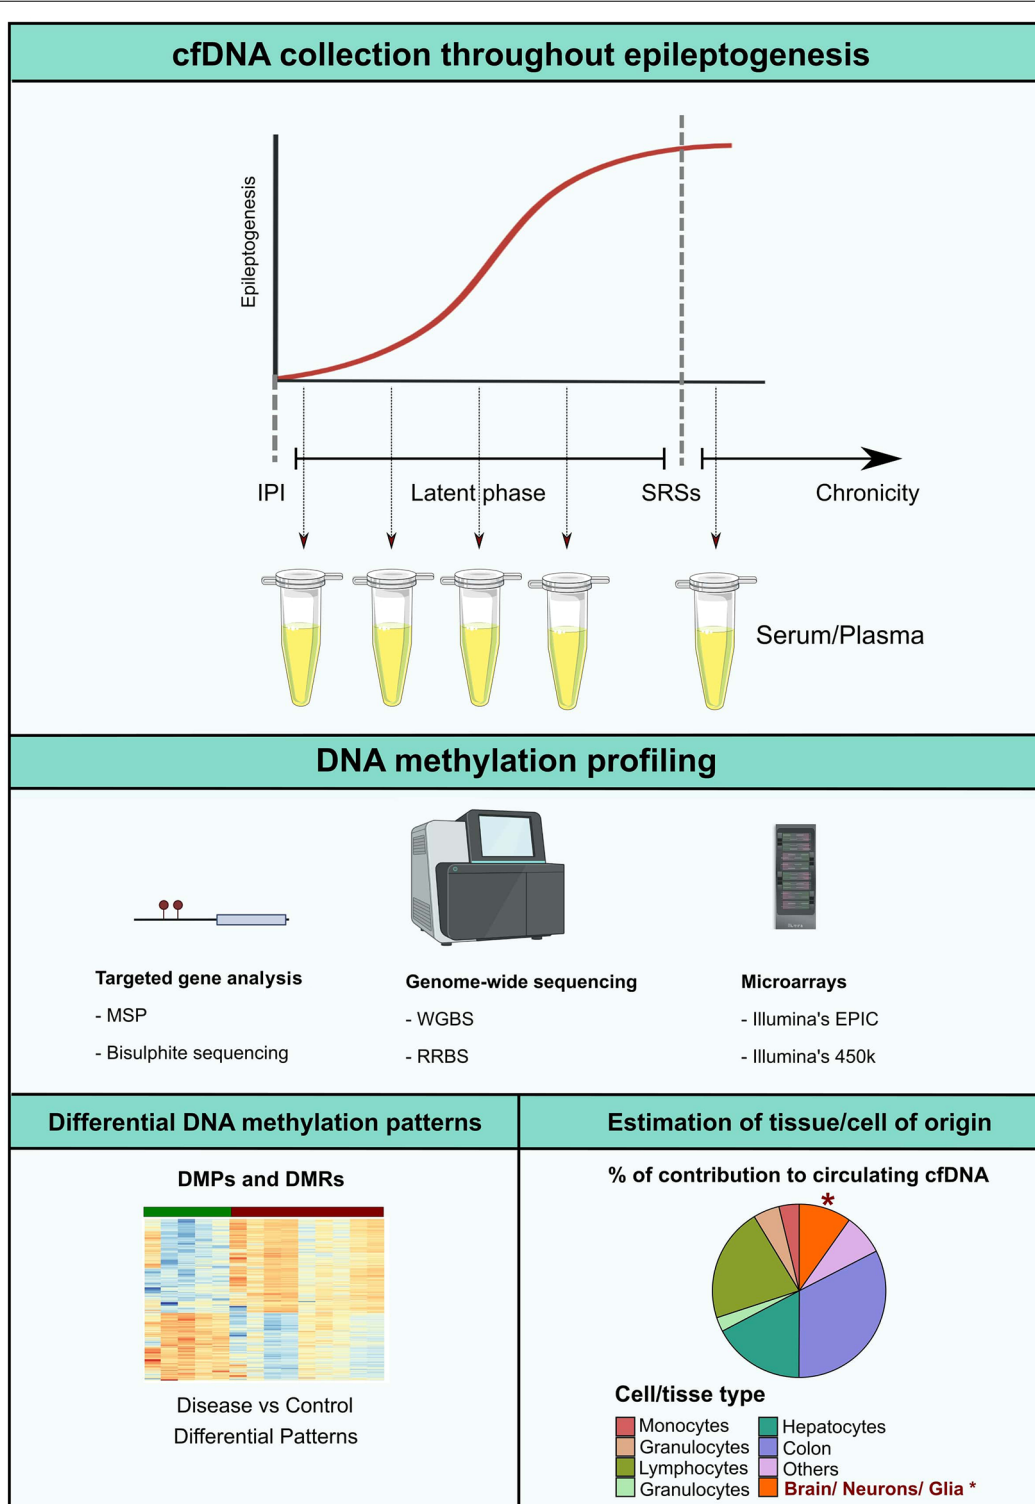 cfDNA collection throughout epileptogenesis
Epileptogenesis
IPI
Latent phase
SRSs
Chronicity
Serum/Plasma
DNA methylation profiling
Targeted gene analysis
- MSP
- Bisulphite sequencing
Genome-wide sequencing
- WGBS
- RRBS
Microarrays
- Illumina's EPIC
- Illumina's 450k
Differential DNA methylation patterns
DMPs and DMRs
Disease vs Control
Differential Patterns
Estimation of tissue/cell of origin
% of contribution to circulating cfDNA
*
Cell/tisse type
Monocytes
Granulocytes
Lymphocytes
Granulocytes
Hepatocytes
Colon
Others
Brain/ Neurons/ Glia *